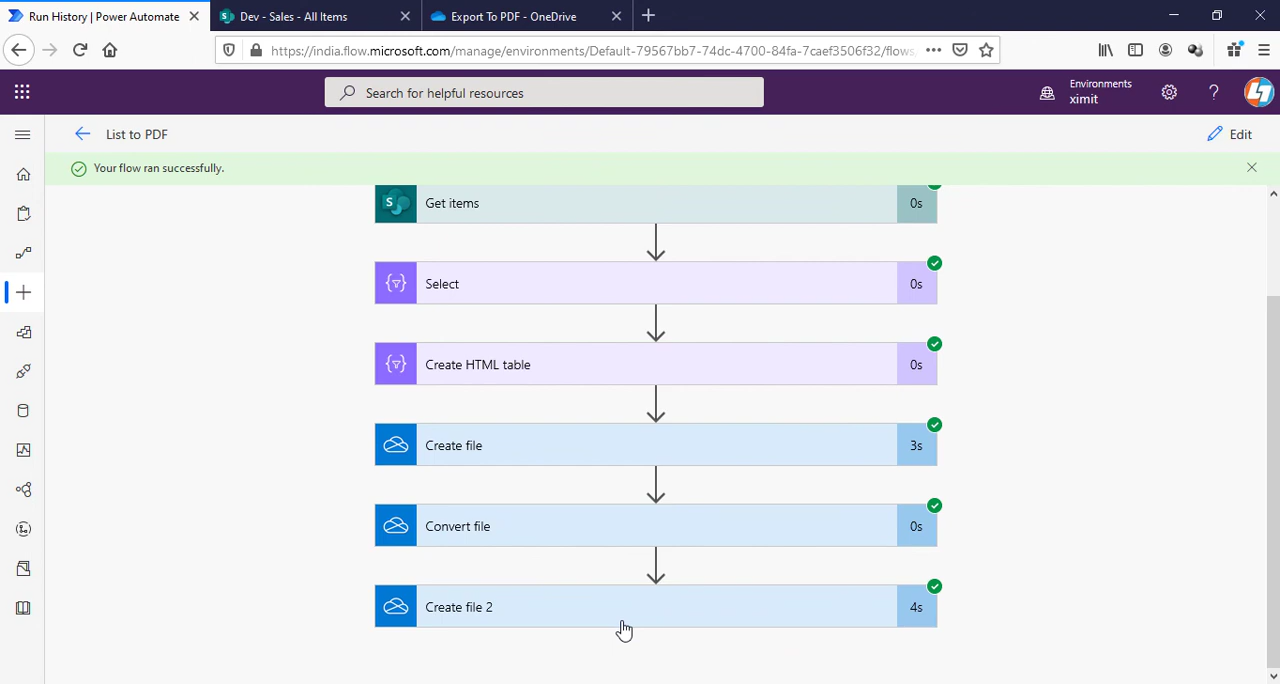 Run History | Power Automate
Dev - Sales - All Items
Export To PDF - OneDrive
https://india.flow.microsoft.com/manage/environments/Default-79567bb7-74dc-4700-84fa-7caef3506f32/flows
Search for helpful resources
Environments
ximit
List to PDF
Edit
Your flow ran successfully.
Get items
0s
Select
0s
Create HTML table
0s
Create file
3s
Convert file
0s
Create file 2
4s